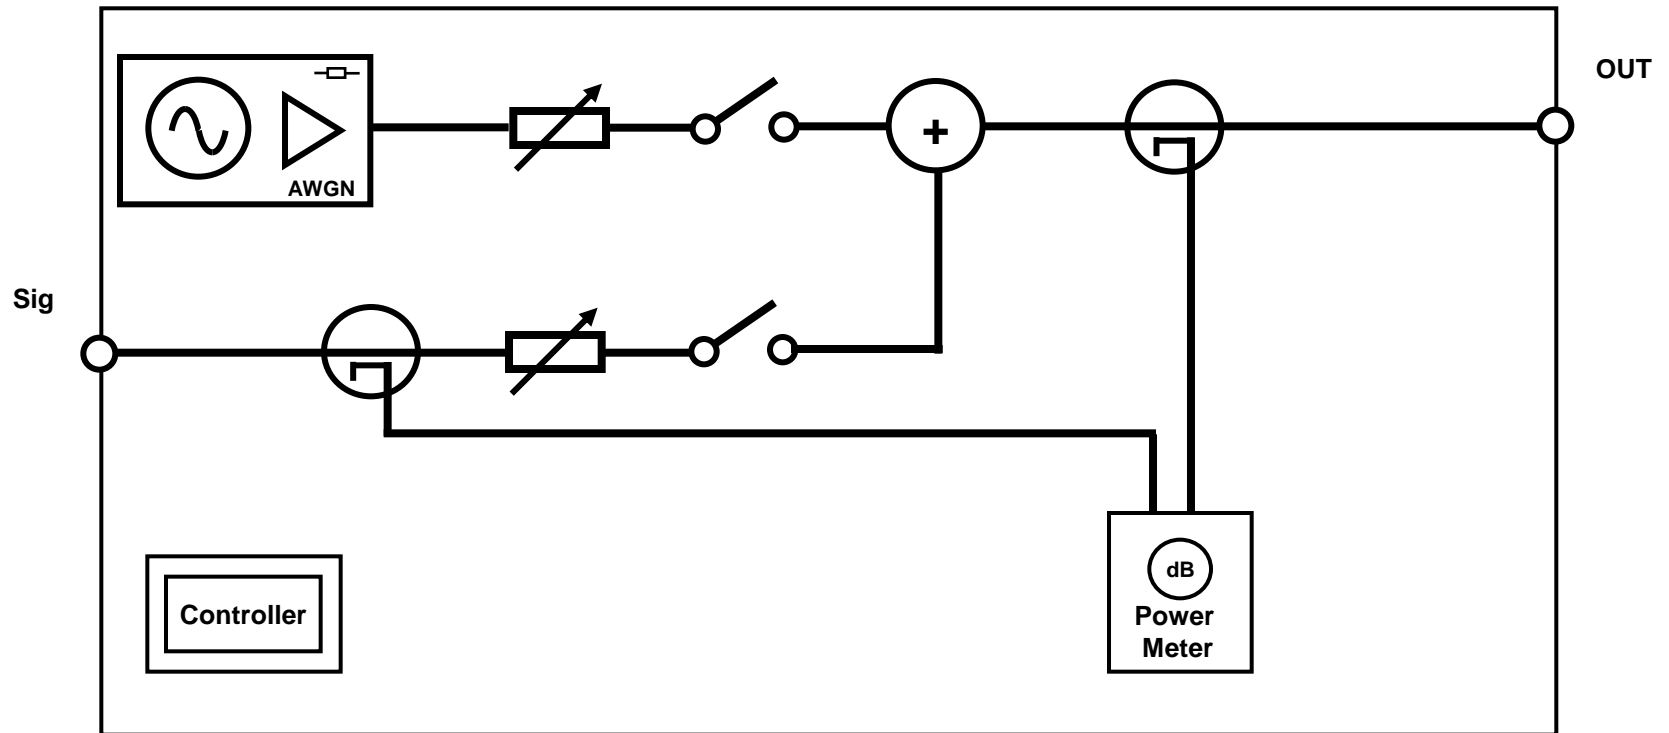 OUT
AWGN
+
Sig
dB
Controller
Power
Meter